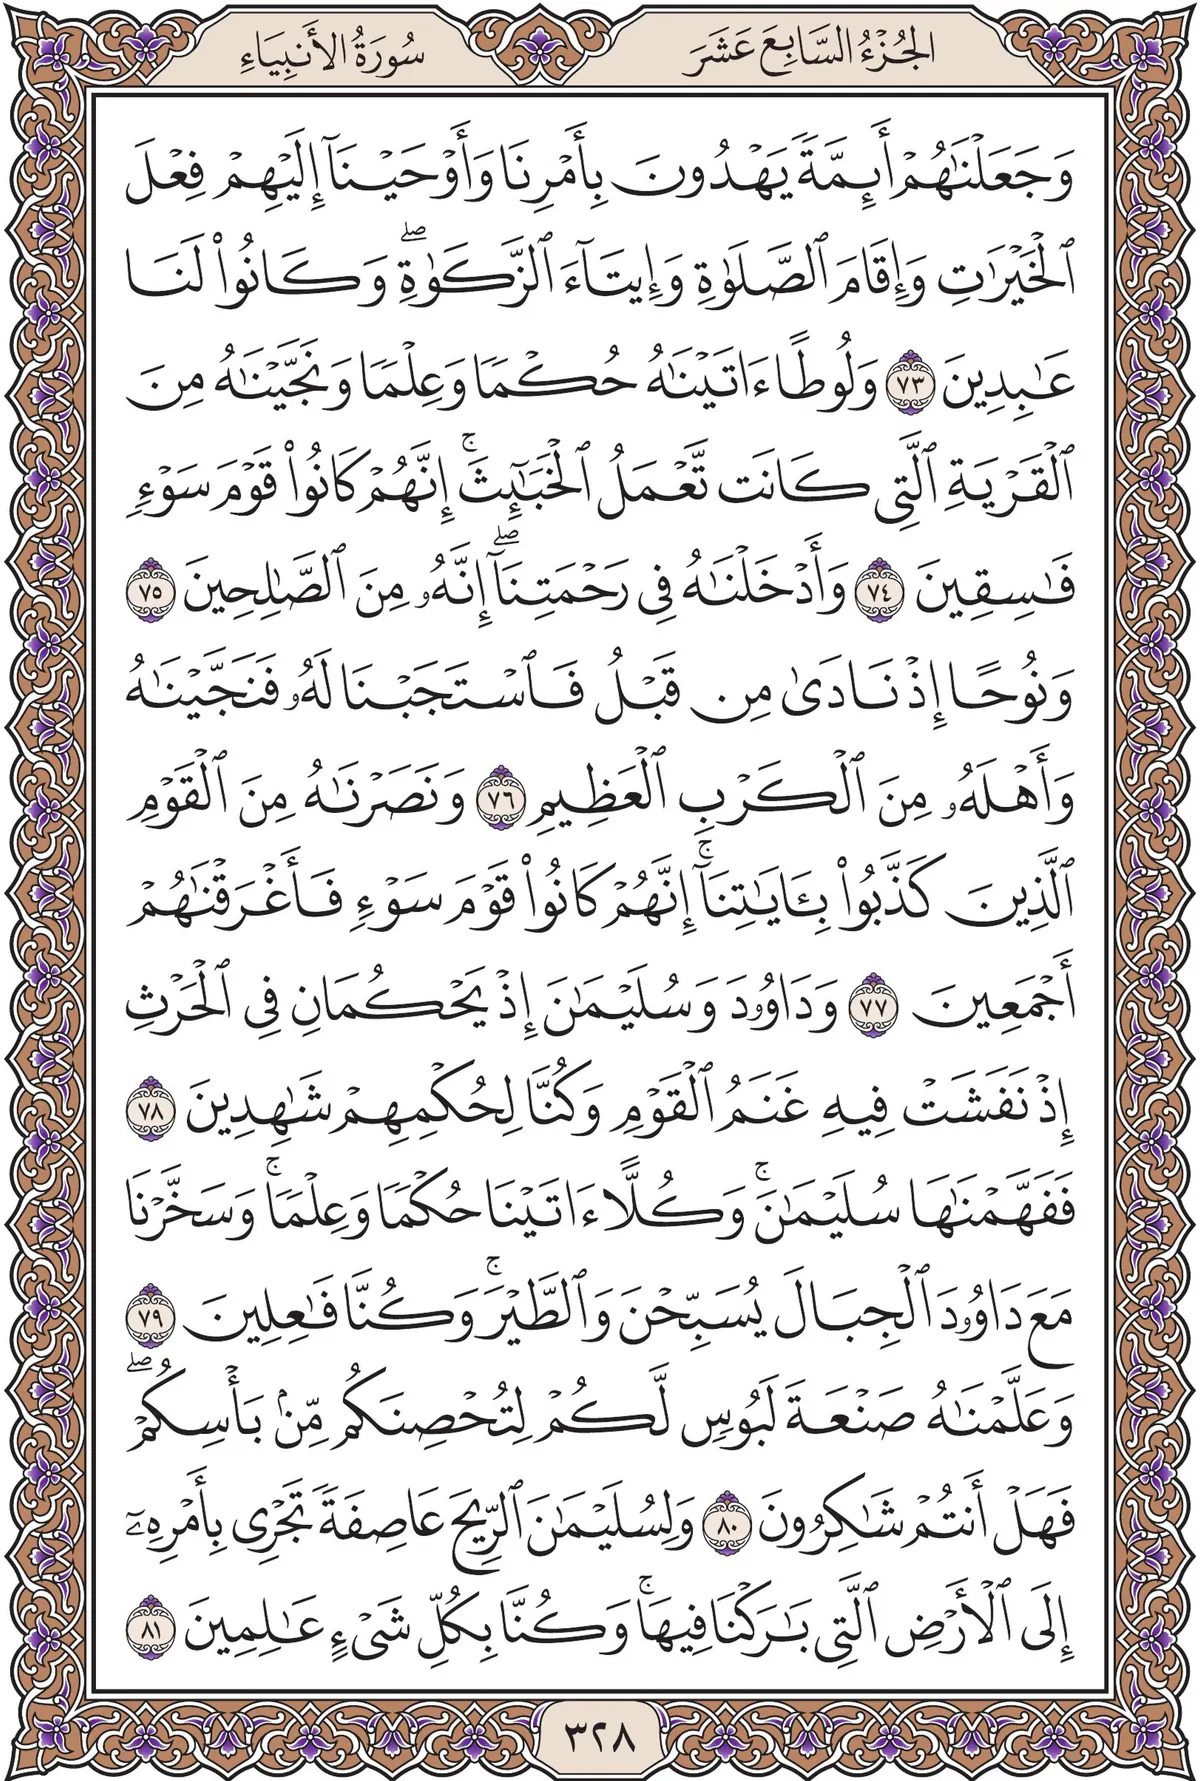 الجُزْءُ السَّابِعَ عَشَرَ
سُورَةُ الأَنبِيَاءِ
وَجَعَلْنَٰهُمْ أَئِمَّةً يَهْدُونَ بِأَمْرِنَا وَأَوْحَيْنَآ إِلَيْهِمْ فِعْلَ
ٱلْخَيْرَٰتِ وَإِقَامَ ٱلصَّلَوٰةِ وَإِيتَآءَ ٱلزَّكَوٰةِۖ وَكَانُوا۟ لَنَا
عَٰبِدِينَ ٧٣ وَلُوطًا ءَاتَيْنَٰهُ حُكْمًا وَعِلْمًا وَنَجَّيْنَٰهُ مِنَ
ٱلْقَرْيَةِ ٱلَّتِى كَانَت تَّعْمَلُ ٱلْخَبَٰٓئِثَۚ إِنَّهُمْ كَانُوا۟ قَوْمَ سَوْءٍ
فَٰسِقِينَ ٧٤ وَأَدْخَلْنَٰهُ فِى رَحْمَتِنَآۖ إِنَّهُۥ مِنَ ٱلصَّٰلِحِينَ ٧٥
وَنُوحًا إِذْ نَادَىٰ مِن قَبْلُ فَٱسْتَجَبْنَا لَهُۥ فَنَجَّيْنَٰهُ
وَأَهْلَهُۥ مِنَ ٱلْكَرْبِ ٱلْعَظِيمِ ٧٦ وَنَصَرْنَٰهُ مِنَ ٱلْقَوْمِ
ٱلَّذِينَ كَذَّبُوا۟ بِـَٔايَٰتِنَآۚ إِنَّهُمْ كَانُوا۟ قَوْمَ سَوْءٍ فَأَغْرَقْنَٰهُمْ
أَجْمَعِينَ ٧٧ وَدَاوُۥدَ وَسُلَيْمَٰنَ إِذْ يَحْكُمَانِ فِى ٱلْحَرْثِ
إِذْ نَفَشَتْ فِيهِ غَنَمُ ٱلْقَوْمِ وَكُنَّا لِحُكْمِهِمْ شَٰهِدِينَ ٧٨
فَفَهَّمْنَٰهَا سُلَيْمَٰنَۚ وَكُلًّا ءَاتَيْنَا حُكْمًا وَعِلْمًاۚ وَسَخَّرْنَا
مَعَ دَاوُۥدَ ٱلْجِبَالَ يُسَبِّحْنَ وَٱلطَّيْرَۚ وَكُنَّا فَٰعِلِينَ ٧٩
وَعَلَّمْنَٰهُ صَنْعَةَ لَبُوسٍ لَّكُمْ لِتُحْصِنَكُم مِّنۢ بَأْسِكُمْۖ
فَهَلْ أَنتُمْ شَٰكِرُونَ ٨٠ وَلِسُلَيْمَٰنَ ٱلرِّيحَ عَاصِفَةً تَجْرِى بِأَمْرِهِۦٓ
إِلَى ٱلْأَرْضِ ٱلَّتِى بَٰرَكْنَا فِيهَاۚ وَكُنَّا بِكُلِّ شَىْءٍ عَٰلِمِينَ ٨١
٣٢٨